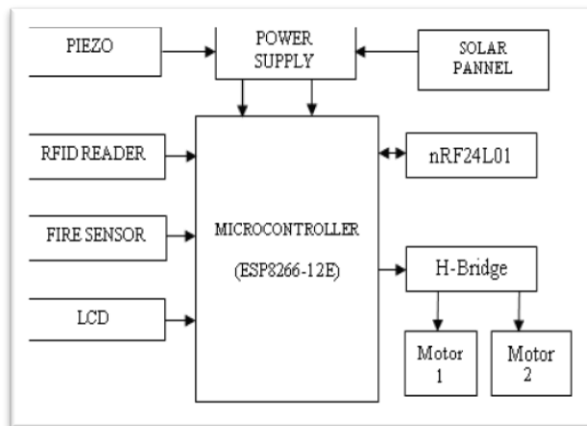 PIEZO
POWER
SUPPLY
SOLAR
PANNEL
RFID READER
nRF24L01
FIRE SENSOR
MICROCONTROLLER
(ESP8266-12E)
H-Bridge
LCD
Motor
1
Motor
2